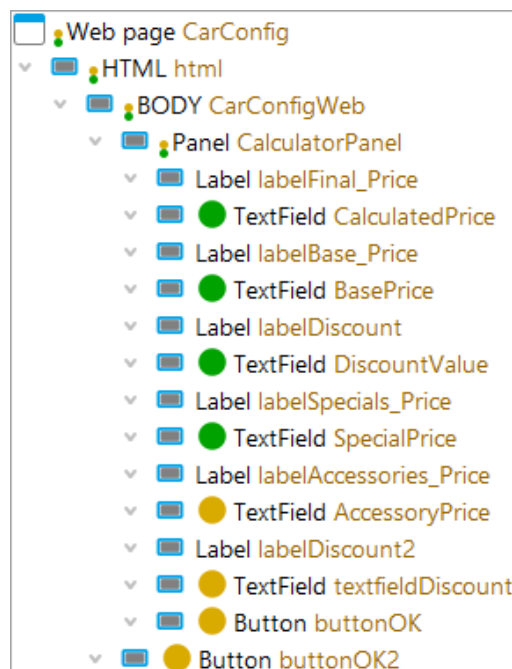 Web page CarConfig
HTML html
BODY CarConfigWeb
Panel CalculatorPanel
Label labelFinal_Price
TextField CalculatedPrice
Label labelBase_Price
TextField BasePrice
Label labelDiscount
TextField DiscountValue
Label labelSpecials_Price
TextField SpecialPrice
Label labelAccessories_Price
TextField AccessoryPrice
Label labelDiscount2
TextField textfieldDiscount
Button buttonOK
Button buttonOK2